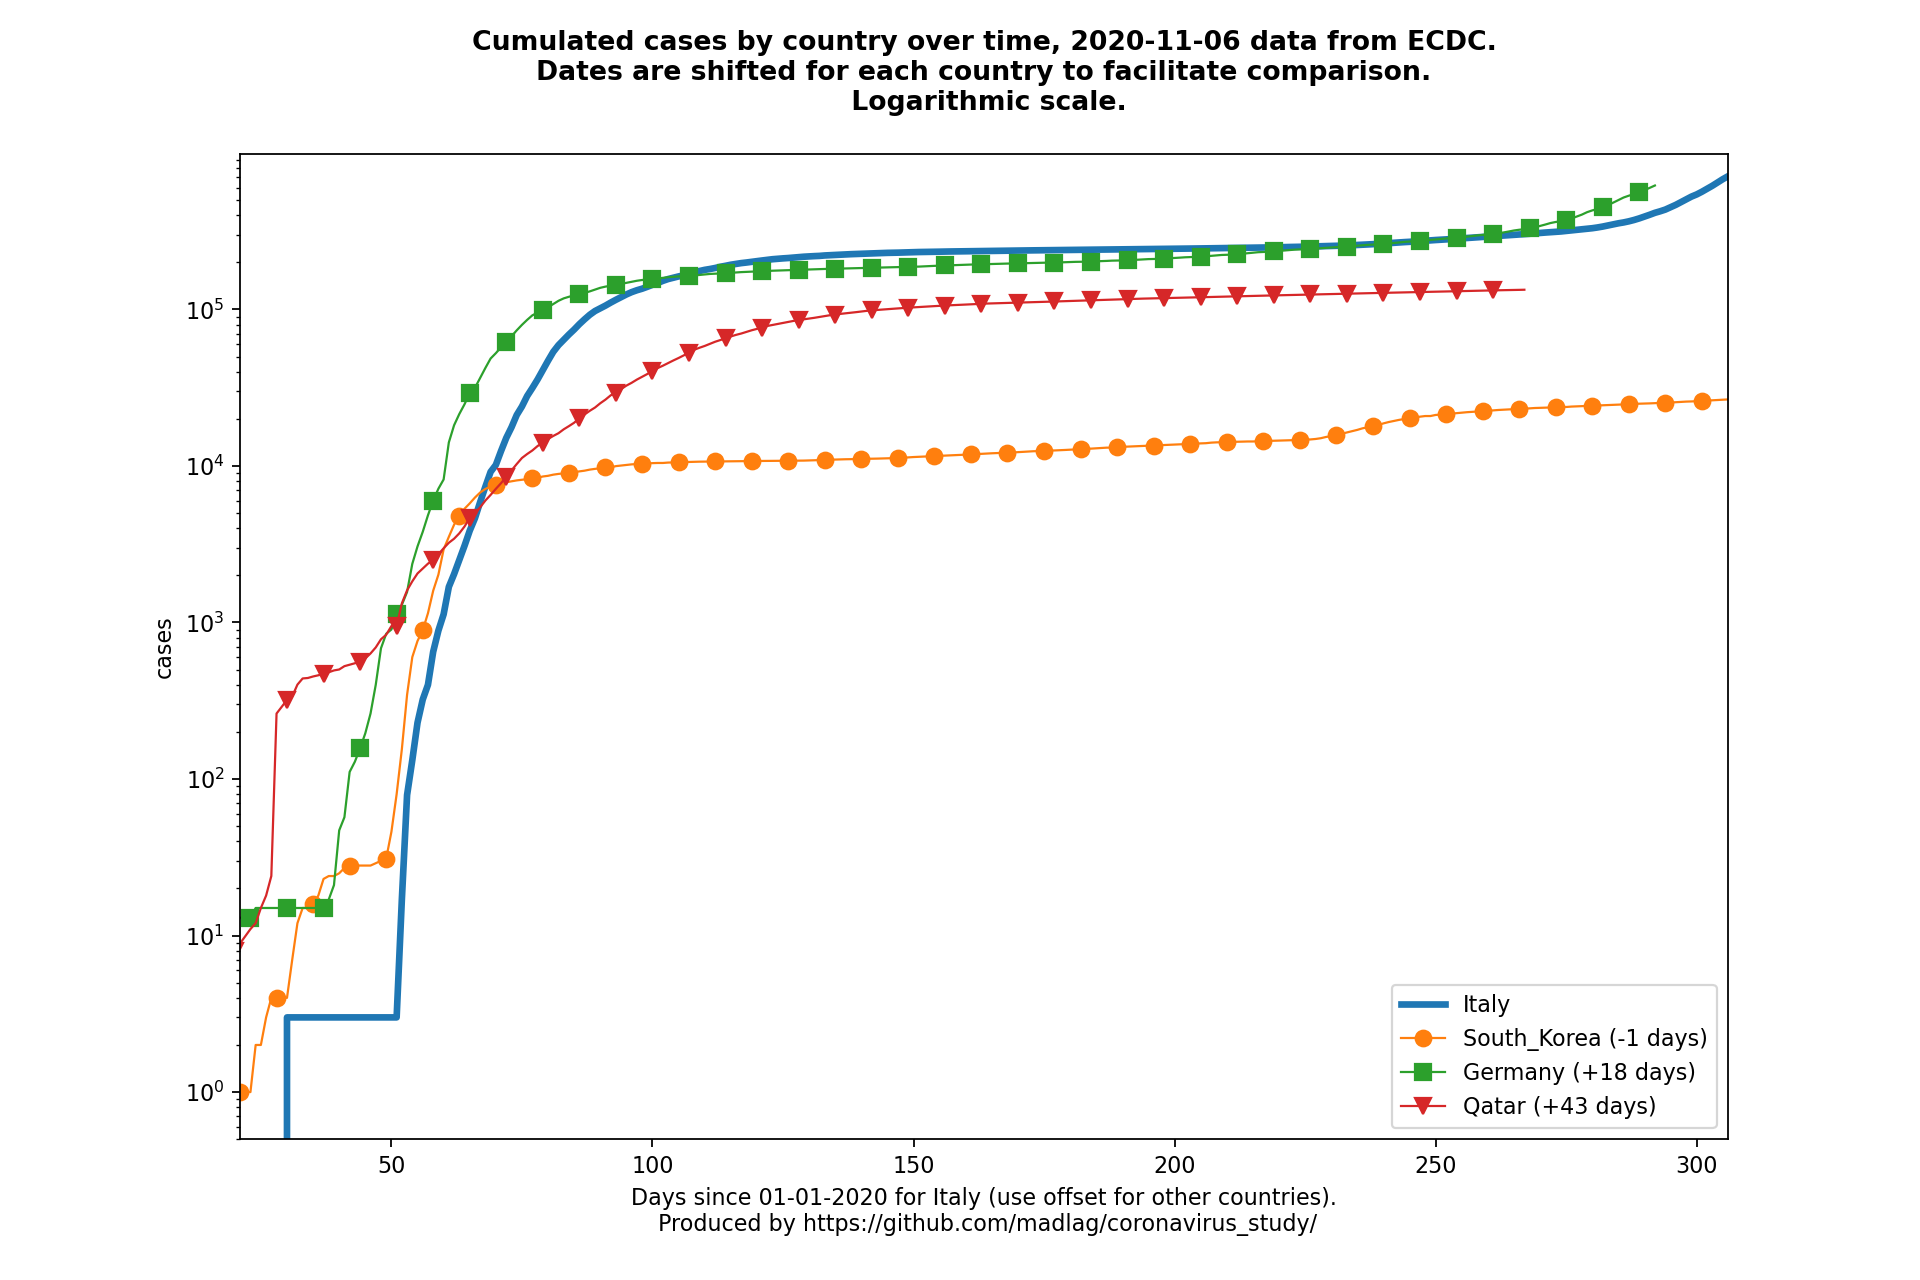 Cumulated cases by country over time, 2020-11-06 data from ECDC.
Dates are shifted for each country to facilitate comparison.
Logarithmic scale.
10^5
10^4
10^3
10^2
10^1
10^0
cases
Italy
South_Korea (-1 days)
Germany (+18 days)
Qatar (+43 days)
50 100 150 200 250 300
Days since 01-01-2020 for Italy (use offset for other countries).
Produced by https://github.com/madlag/coronavirus_study/